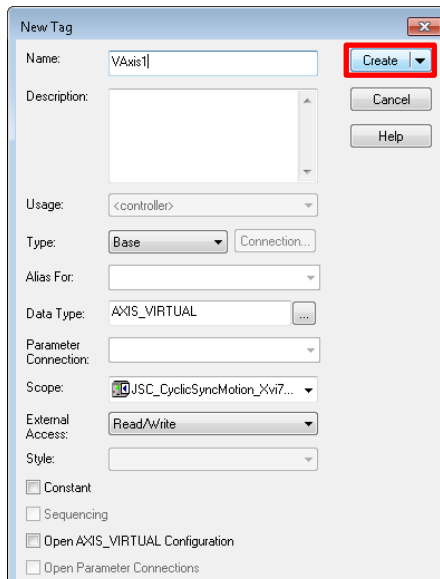 New Tag
Name:
VAxis1
Create
Description:
Cancel
Help
Usage:
<controller>
Type:
Base
Connection...
Alias For:
Data Type:
AXIS_VIRTUAL
...
Parameter
Connection:
Scope:
JSC_CyclicSyncMotion_Xvi7...
External
Access:
Read/Write
Style:
Constant
Sequencing
Open AXIS_VIRTUAL Configuration
Open Parameter Connections